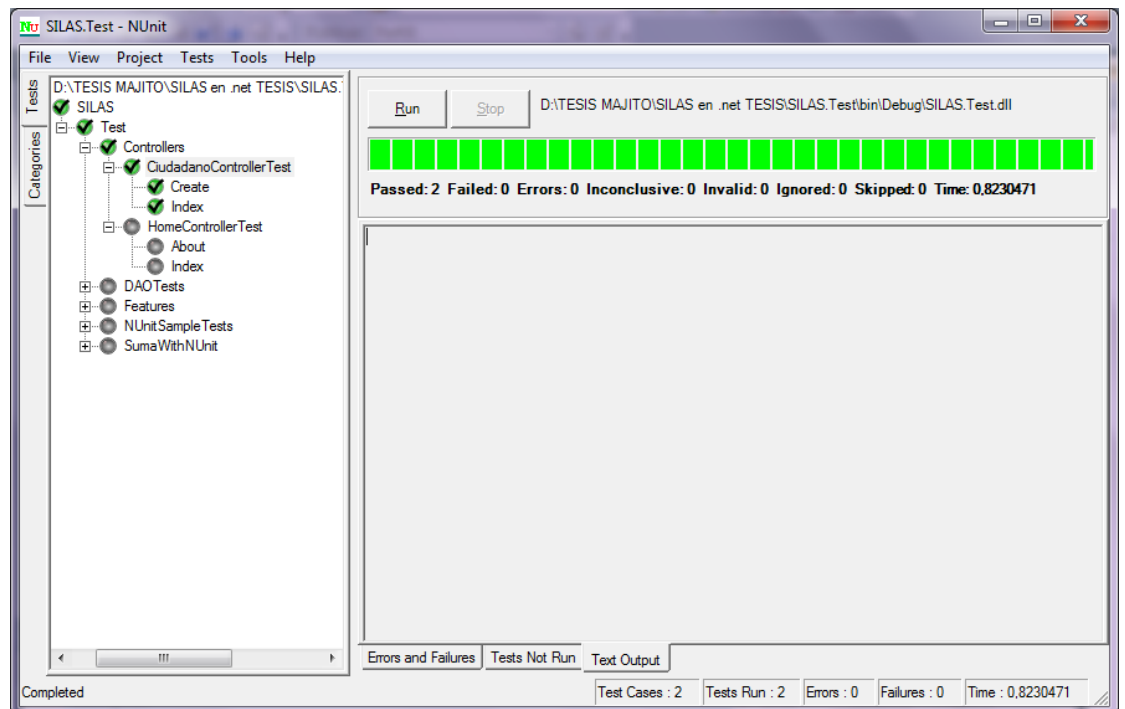 Nu SILAS.Test - NUnit
File View Project Tests Tools Help
Tests
Categories
D:\TESIS MAJITO\SILAS en .net TESIS\SILAS.
SILAS
Test
Controllers
CiudadanoControllerTest
Create
Index
HomeControllerTest
About
Index
DAOTests
Features
NUnitSampleTests
SumaWithNUnit
Run Stop D:\TESIS MAJITO\SILAS en .net TESIS\SILAS.Test\bin\Debug\SILAS.Test.dll
Passed: 2 Failed: 0 Errors: 0 Inconclusive: 0 Invalid: 0 Ignored: 0 Skipped: 0 Time: 0,8230471
Errors and Failures Tests Not Run Text Output
Completed Test Cases : 2 Tests Run : 2 Errors : 0 Failures : 0 Time : 0,8230471